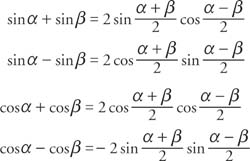 sinα + sinβ = 2 sin (α + β)/2 cos (α − β)/2
sinα − sinβ = 2 cos (α + β)/2 sin (α − β)/2
cosα + cosβ = 2 cos (α + β)/2 cos (α − β)/2
cosα − cosβ = − 2 sin (α + β)/2 sin (α − β)/2